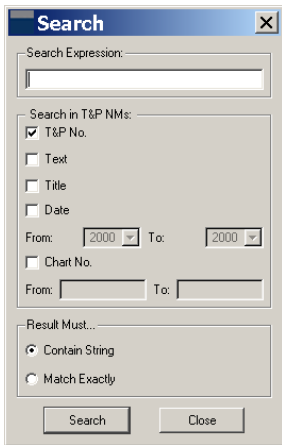 Search
Search Expression:
Search in T&P NMs:
T&P No.
Text
Title
Date
From: 2000 To: 2000
Chart No.
From: To:
Result Must...
Contain String
Match Exactly
Search Close